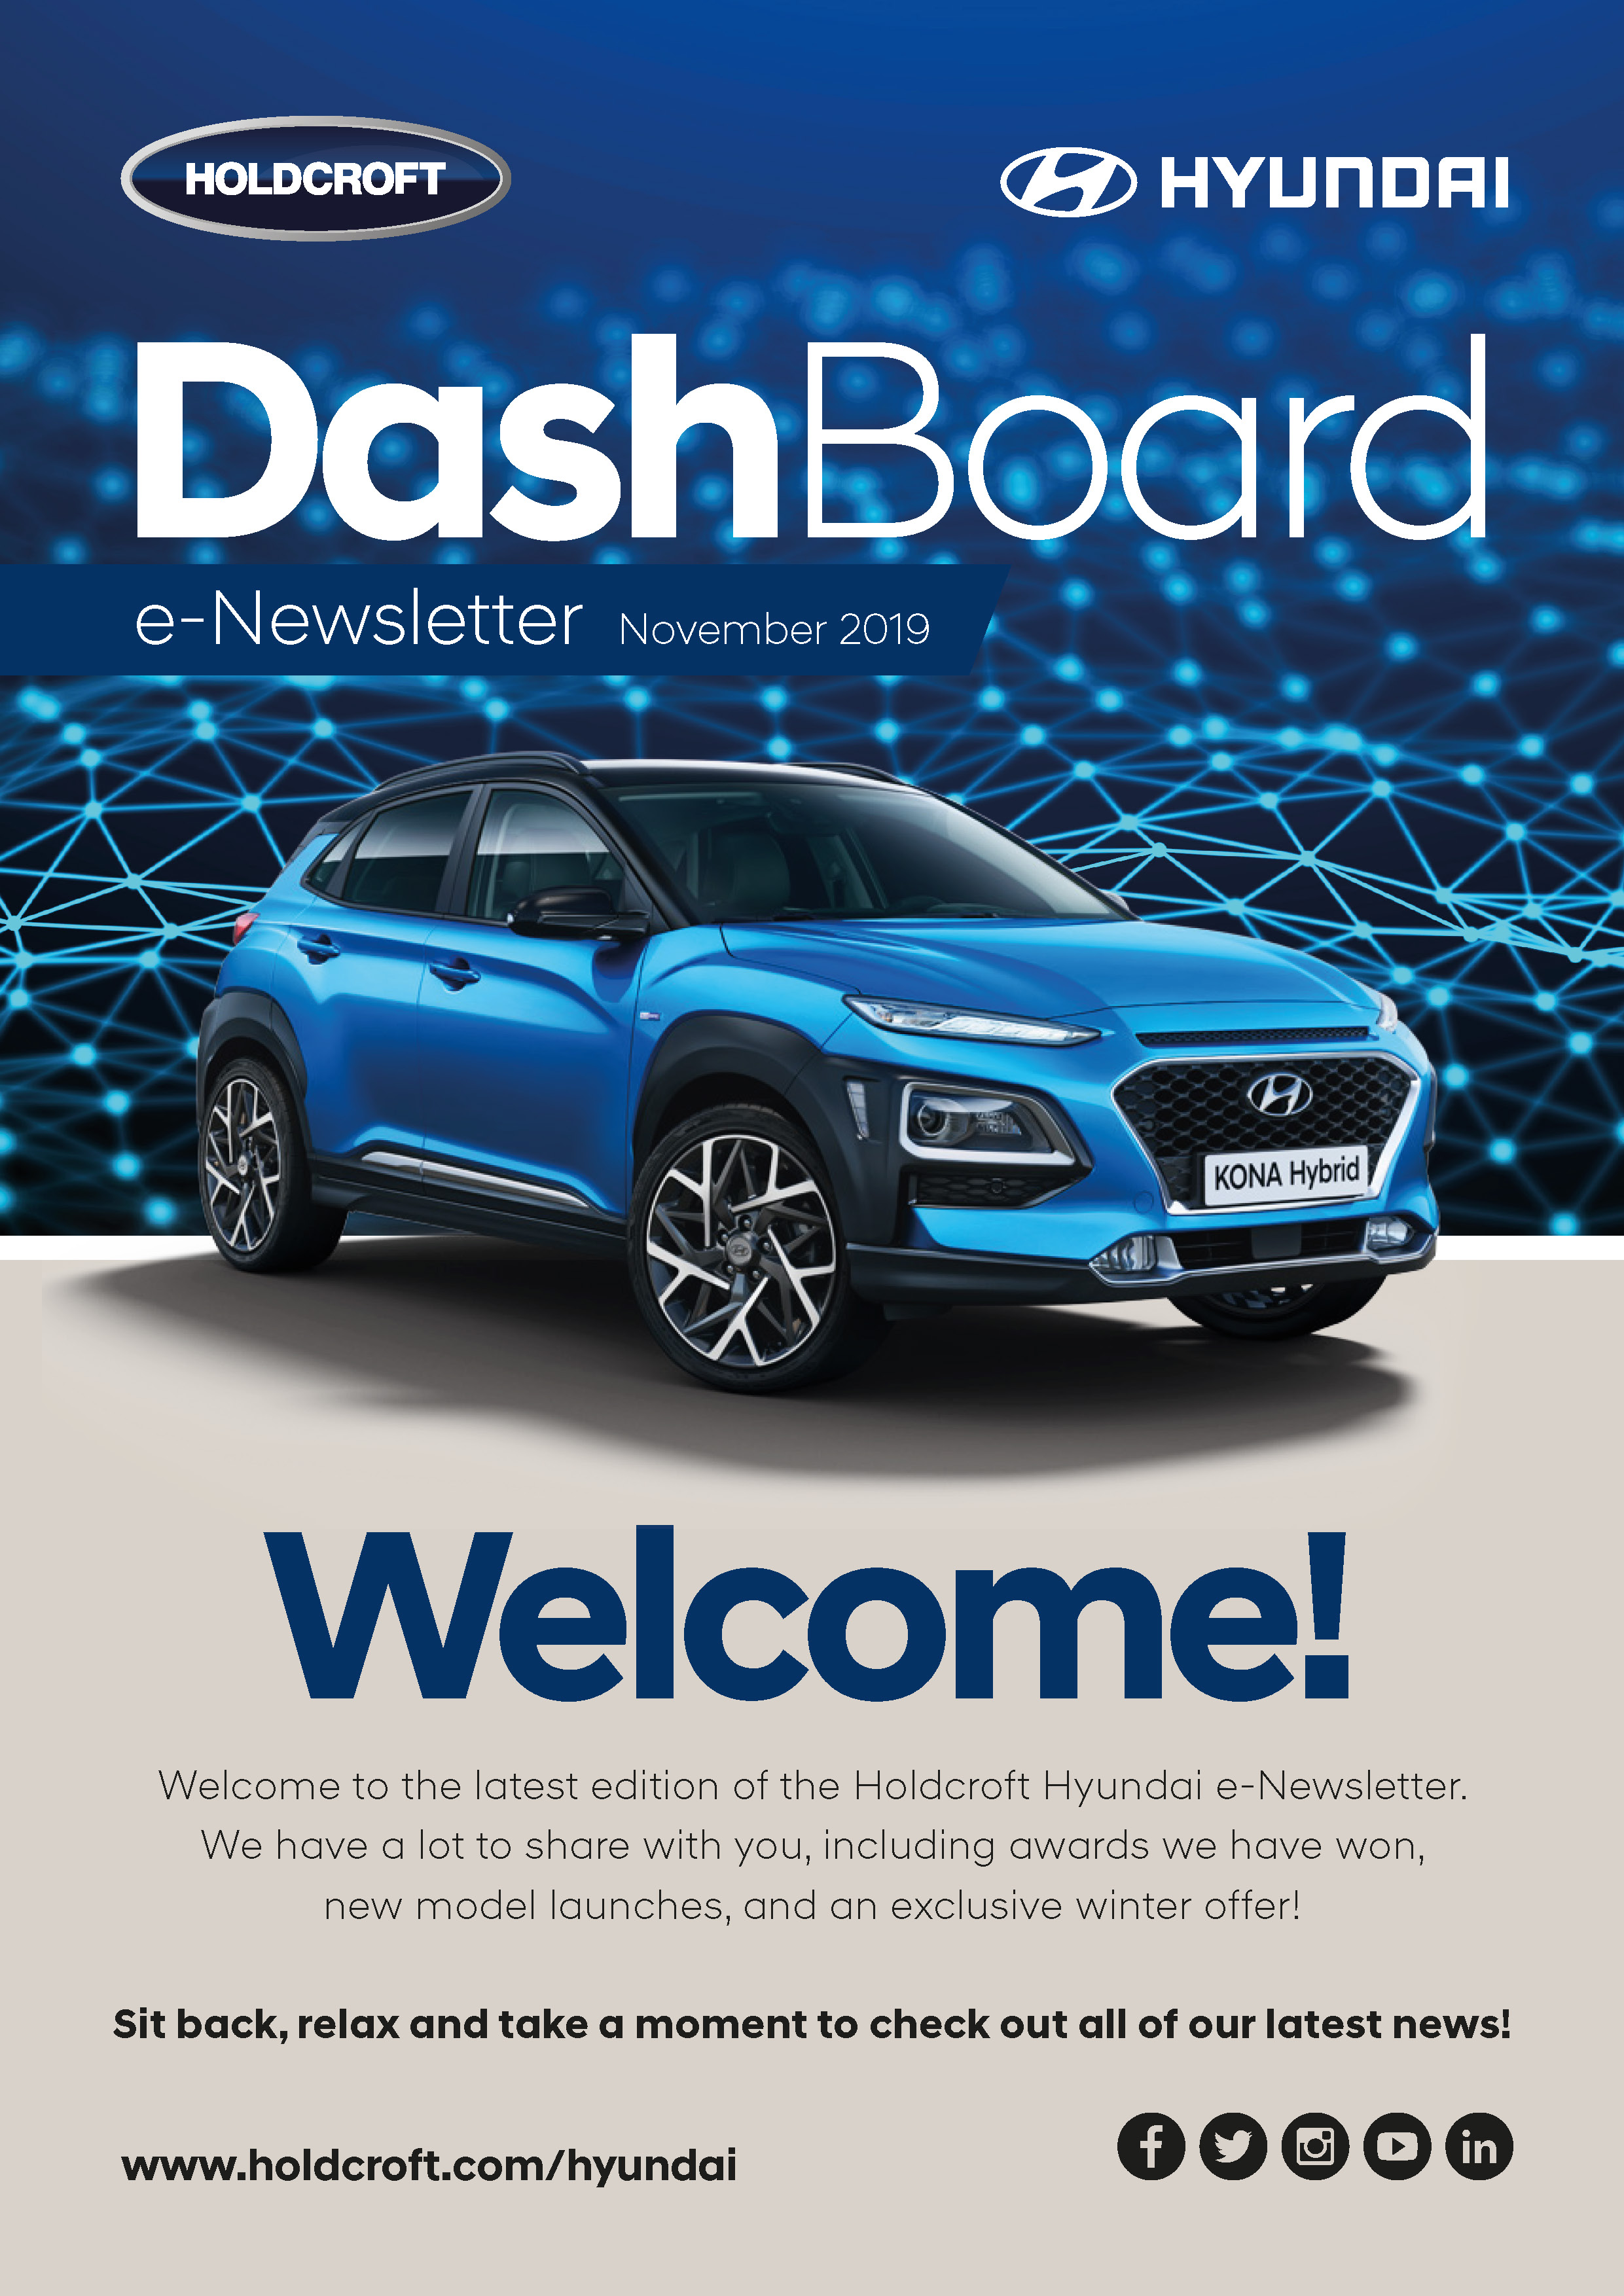 HOLDCROFT
HYUNDAI
DashBoard
e-Newsletter November 2019
KONA Hybrid
Welcome!
Welcome to the latest edition of the Holdcroft Hyundai e-Newsletter.
We have a lot to share with you, including awards we have won,
new model launches, and an exclusive winter offer!
Sit back, relax and take a moment to check out all of our latest news!
www.holdcroft.com/hyundai